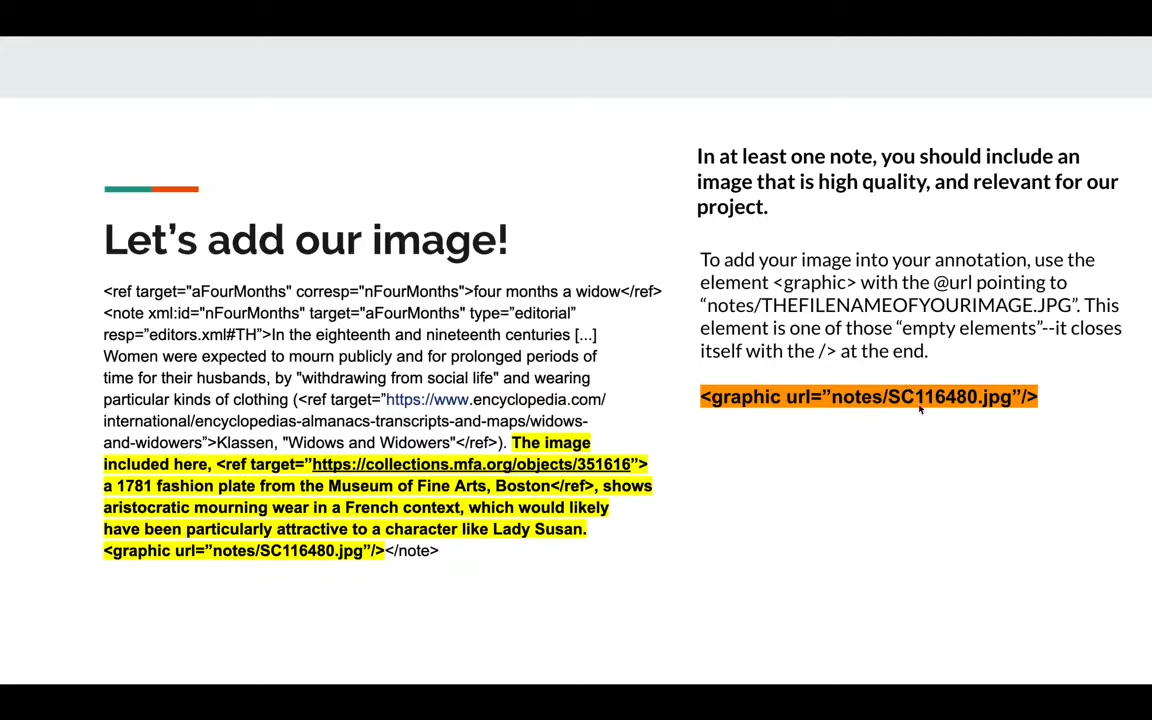 Let’s add our image!
<ref target="aFourMonths" corresp="nFourMonths">four months a widow</ref>
<note xml:id="nFourMonths" target="aFourMonths" type=”editorial”
resp=”editors.xml#TH”>In the eighteenth and nineteenth centuries [...]
Women were expected to mourn publicly and for prolonged periods of
time for their husbands, by "withdrawing from social life" and wearing
particular kinds of clothing (<ref target=”https://www.encyclopedia.com/
international/encyclopedias-almanacs-transcripts-and-maps/widows-
and-widowers”>Klassen, "Widows and Widowers"</ref>). The image
included here, <ref target=”https://collections.mfa.org/objects/351616”>
a 1781 fashion plate from the Museum of Fine Arts, Boston</ref>, shows
aristocratic mourning wear in a French context, which would likely
have been particularly attractive to a character like Lady Susan.
<graphic url=”notes/SC116480.jpg”/></note>
In at least one note, you should include an
image that is high quality, and relevant for our
project.
To add your image into your annotation, use the
element <graphic> with the @url pointing to
“notes/THEFILENAMEOFYOURIMAGE.JPG”. This
element is one of those “empty elements”--it closes
itself with the /> at the end.
<graphic url=”notes/SC116480.jpg”/>